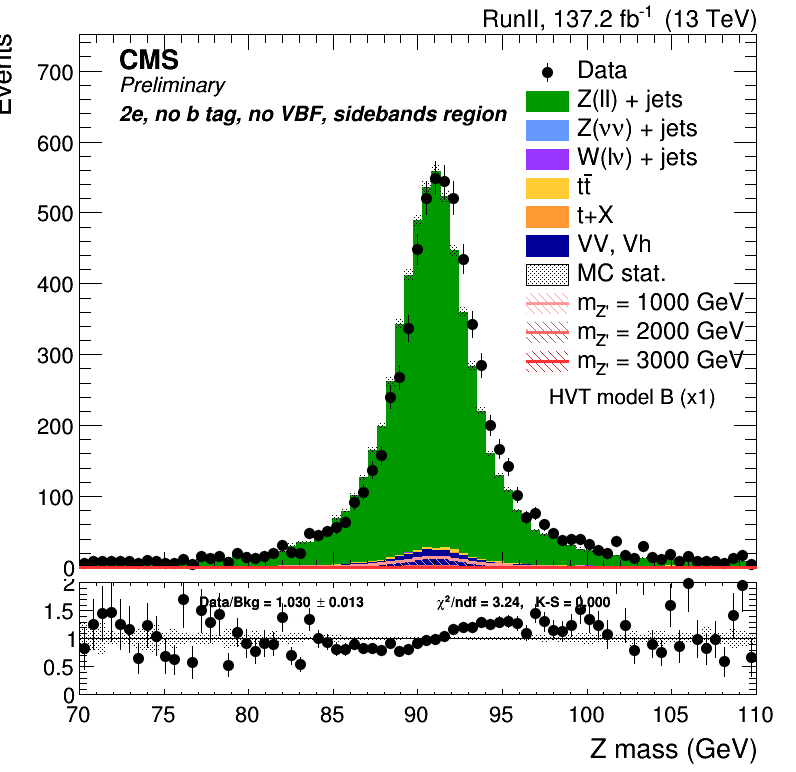 RunII, 137.2 fb⁻¹ (13 TeV)
Events
CMS
Preliminary
2e, no b tag, no VBF, sidebands region
Data
Z(ll) + jets
Z(νν) + jets
W(lν) + jets
tt̄
t+X
VV, Vh
MC stat.
m_Z' = 1000 GeV
m_Z' = 2000 GeV
m_Z' = 3000 GeV
HVT model B (x1)
700
600
500
400
300
200
100
0
Data/Bkg = 1.030 ± 0.013
χ²/ndf = 3.24, K-S = 0.000
2
1.5
1
0.5
0
70 75 80 85 90 95 100 105 110
Z mass (GeV)